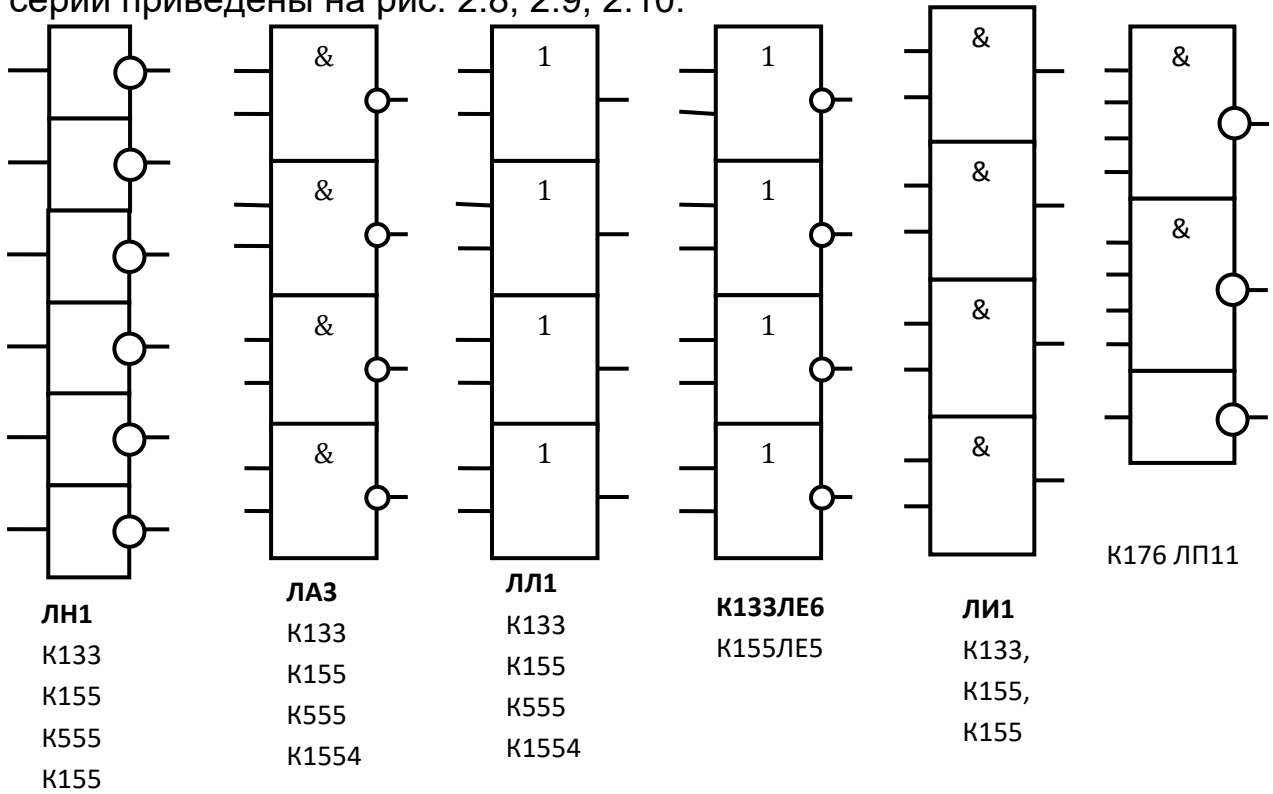 серии приведены на рис. 2.8, 2.9, 2.10.
&
&
&
&
1
1
1
1
1
1
1
1
&
&
&
&
&
&
ЛН1
К133
К155
К555
К155
ЛА3
К133
К155
К555
К1554
ЛЛ1
К133
К155
К555
К1554
К133ЛЕ6
К155ЛЕ5
ЛИ1
К133,
К155,
К155
К176 ЛП11